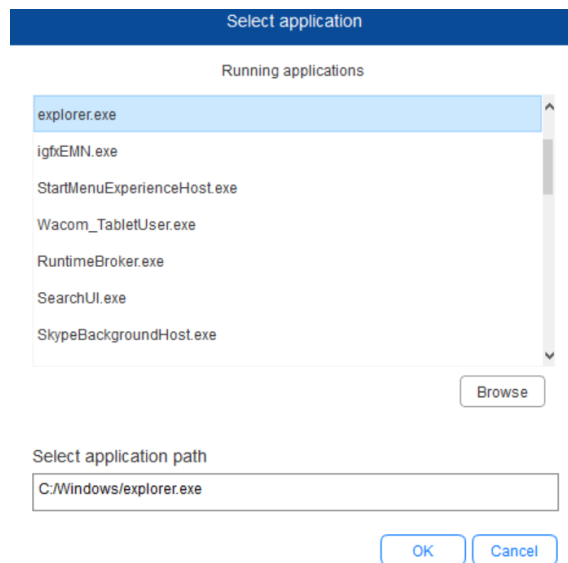 Select application
Running applications
explorer.exe
igfxEMN.exe
StartMenuExperienceHost.exe
Wacom_TabletUser.exe
RuntimeBroker.exe
SearchUI.exe
SkypeBackgroundHost.exe
Browse
Select application path
C:/Windows/explorer.exe
OK Cancel